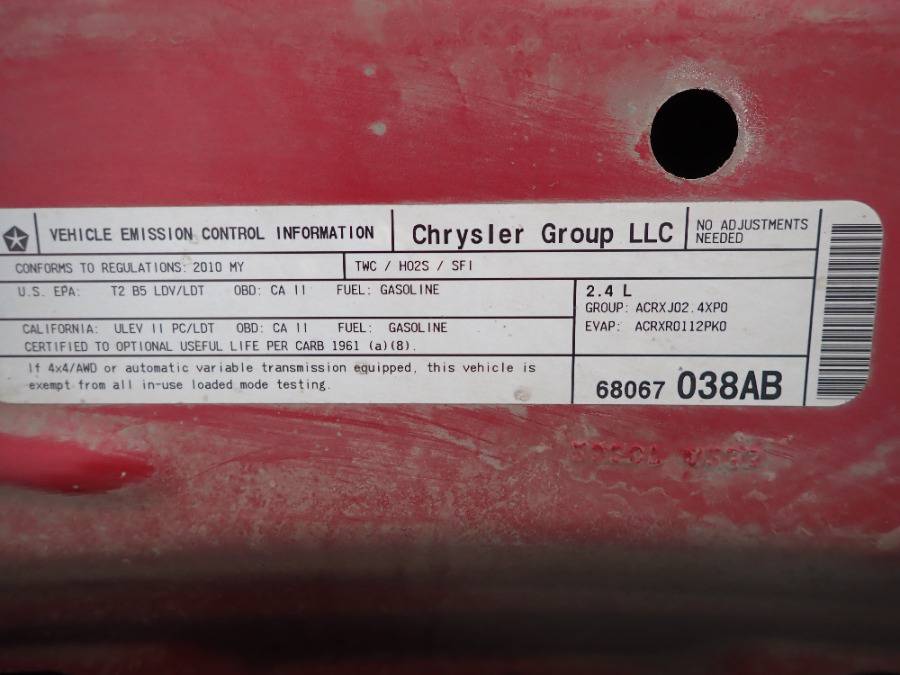 VEHICLE EMISSION CONTROL INFORMATION
Chrysler Group LLC
NO ADJUSTMENTS
NEEDED
CONFORMS TO REGULATIONS: 2010 MY
TWC / HO2S / SFI
U.S. EPA: T2 B5 LDV/LDT OBD: CA II FUEL: GASOLINE
CALIFORNIA: ULEV II PC/LDT OBD: CA II FUEL: GASOLINE
CERTIFIED TO OPTIONAL USEFUL LIFE PER CARB 1961 (a)(8).
2.4 L
GROUP: ACRXJ02.4XP0
EVAP: ACRXR0112PK0
If 4x4/AWD or automatic variable transmission equipped, this vehicle is
exempt from all in-use loaded mode testing.
68067 038AB